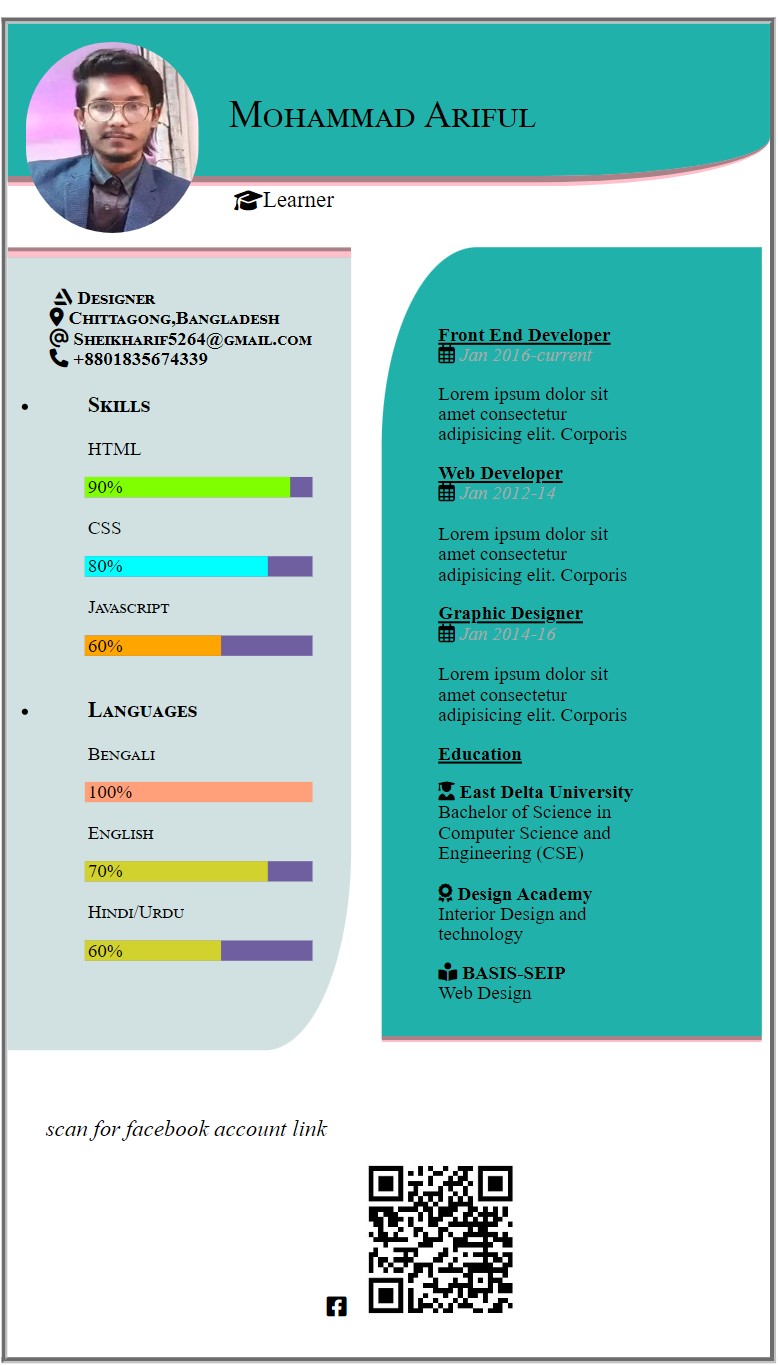 Mohammad Ariful
Learner
Designer
Chittagong,Bangladesh
Sheikharif5264@gmail.com
+8801835674339
Skills
HTML
90%
CSS
80%
Javascript
60%
Languages
Bengali
100%
English
70%
Hindi/Urdu
60%
Front End Developer
Jan 2016-current
Lorem ipsum dolor sit
amet consectetur
adipisicing elit. Corporis
Web Developer
Jan 2012-14
Lorem ipsum dolor sit
amet consectetur
adipisicing elit. Corporis
Graphic Designer
Jan 2014-16
Lorem ipsum dolor sit
amet consectetur
adipisicing elit. Corporis
Education
East Delta University
Bachelor of Science in
Computer Science and
Engineering (CSE)
Design Academy
Interior Design and
technology
BASIS-SEIP
Web Design
scan for facebook account link